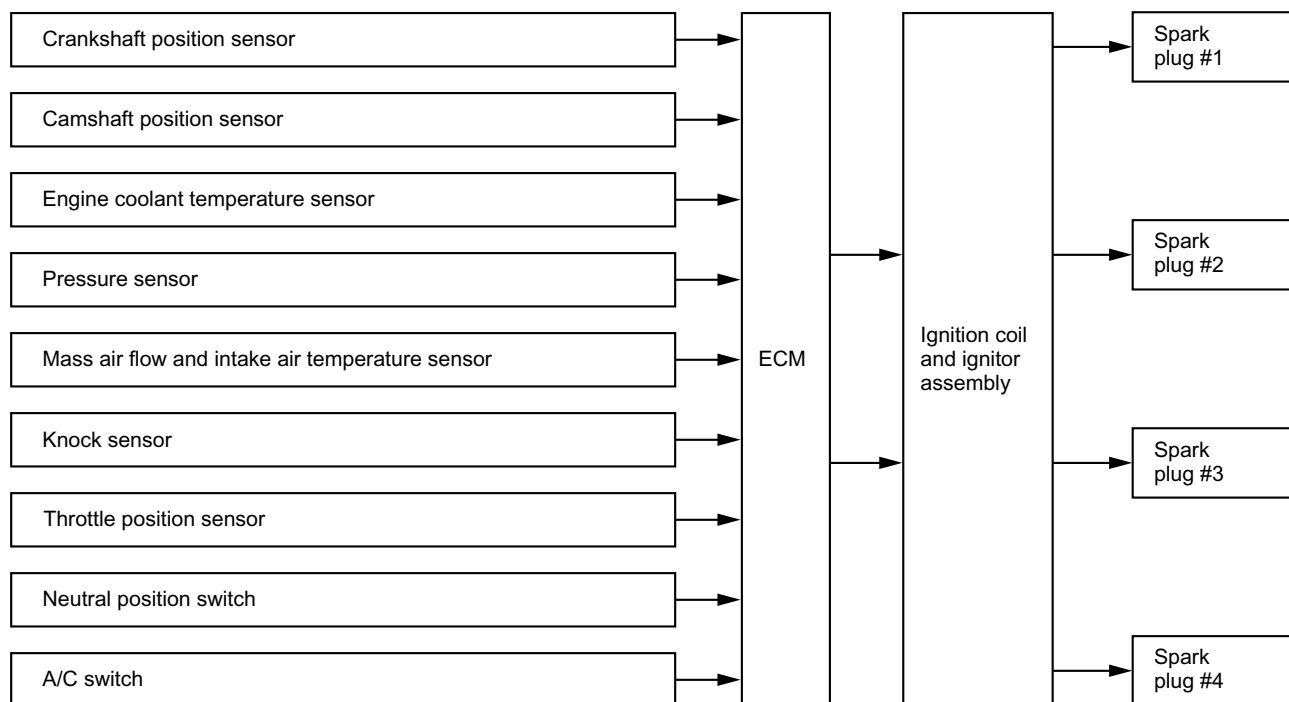 Crankshaft position sensor
Camshaft position sensor
Engine coolant temperature sensor
Pressure sensor
Mass air flow and intake air temperature sensor
Knock sensor
Throttle position sensor
Neutral position switch
A/C switch
ECM
Ignition coil
and ignitor
assembly
Spark
plug #1
Spark
plug #2
Spark
plug #3
Spark
plug #4